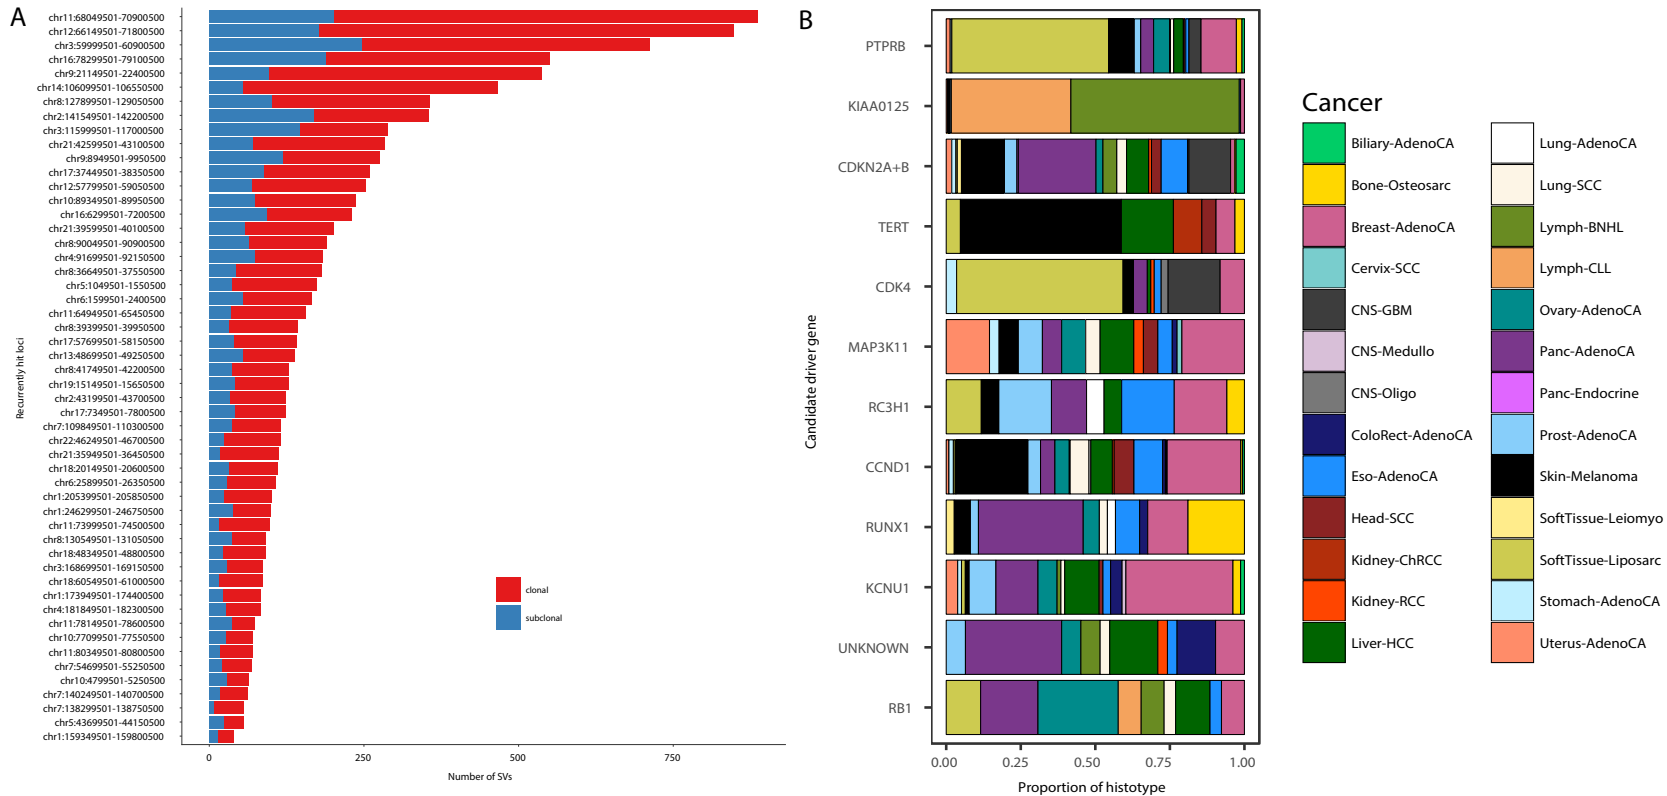 A
chr11:68049501-70900500
chr12:66149501-71800500
chr3:59999501-60900500
chr16:78299501-79100500
chr9:21149501-22400500
chr14:106099501-106550500
chr8:127899501-129050500
chr2:141549501-142200500
chr3:115999501-117000500
chr21:42599501-43100500
chr9:8949501-9950500
chr17:37449501-38350500
chr12:57799501-59050500
chr10:89349501-89950500
chr16:6299501-7200500
chr21:39599501-40100500
chr8:90049501-90900500
chr4:91699501-92150500
chr8:36649501-37550500
chr5:1049501-1550500
chr6:1599501-2400500
chr11:64949501-65450500
chr8:39399501-39950500
chr17:57699501-58150500
chr13:48699501-49250500
chr8:41749501-42200500
chr19:15149501-15650500
chr2:43199501-43700500
chr17:7349501-7800500
chr7:109849501-110300500
chr22:46249501-46700500
chr21:35949501-36450500
chr18:20149501-20600500
chr6:25899501-26350500
chr1:205399501-205850500
chr1:246299501-246750500
chr11:73999501-74500500
chr8:130549501-131050500
chr18:48349501-48800500
chr3:168699501-169150500
chr18:60549501-61000500
chr1:173949501-174400500
chr4:181849501-182300500
chr11:78149501-78600500
chr10:77099501-77550500
chr11:80349501-80800500
chr7:54699501-55250500
chr10:4799501-5250500
chr7:140249501-140700500
chr7:138299501-138750500
chr5:43699501-44150500
chr1:159349501-159800500
Recurrently hit loci
0
250
500
750
Number of SVs
clonal
subclonal
B
PTPRB
KIAA0125
CDKN2A+B
TERT
CDK4
MAP3K11
RC3H1
CCND1
RUNX1
KCNU1
UNKNOWN
RB1
Candidate driver gene
0.00
0.25
0.50
0.75
1.00
Proportion of histotype
Cancer
Biliary-AdenoCA
Bone-Osteosarc
Breast-AdenoCA
Cervix-SCC
CNS-GBM
CNS-Medullo
CNS-Oligo
ColoRect-AdenoCA
Eso-AdenoCA
Head-SCC
Kidney-ChRCC
Kidney-RCC
Liver-HCC
Lung-AdenoCA
Lung-SCC
Lymph-BNHL
Lymph-CLL
Ovary-AdenoCA
Panc-AdenoCA
Panc-Endocrine
Prost-AdenoCA
Skin-Melanoma
SoftTissue-Leiomyo
SoftTissue-Liposarc
Stomach-AdenoCA
Uterus-AdenoCA